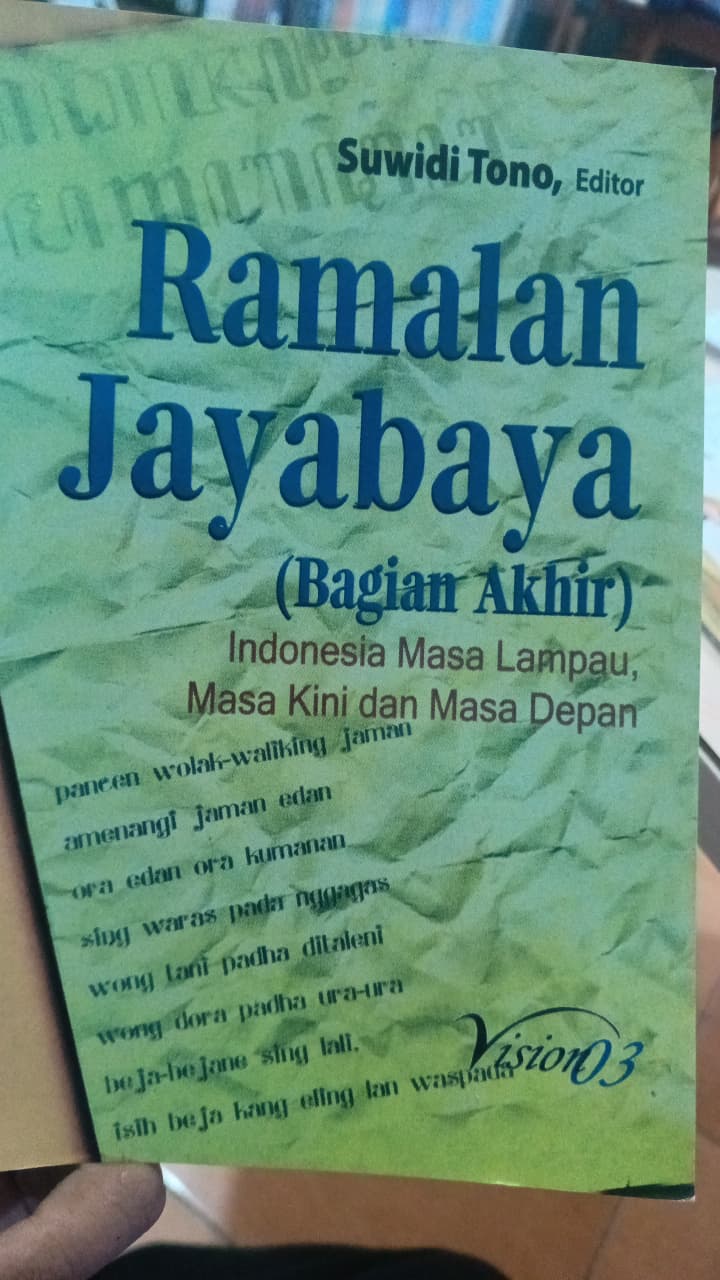 Suwidi Tono, Editor
Ramalan
Jayabaya
(Bagian Akhir)
Indonesia Masa Lampau,
Masa Kini dan Masa Depan
pancen wolak-waliking jaman
amenangi jaman edan
ora edan ora kumanan
sing waras pada nggagas
wong tani padha ditaleni
wong dora padha ura-ura
beja-bejane sing lali,
isih beja kang eling lan waspada
Vision03